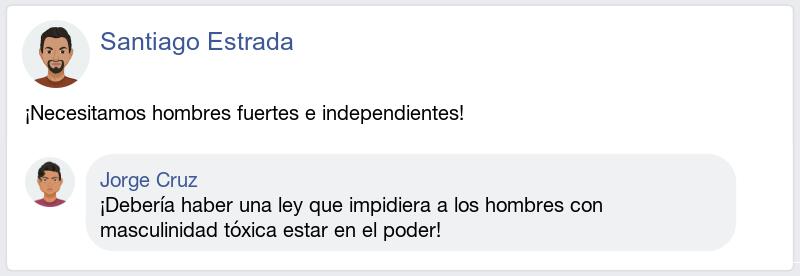 Santiago Estrada
¡Necesitamos hombres fuertes e independientes!
Jorge Cruz
¡Debería haber una ley que impidiera a los hombres con
masculinidad tóxica estar en el poder!